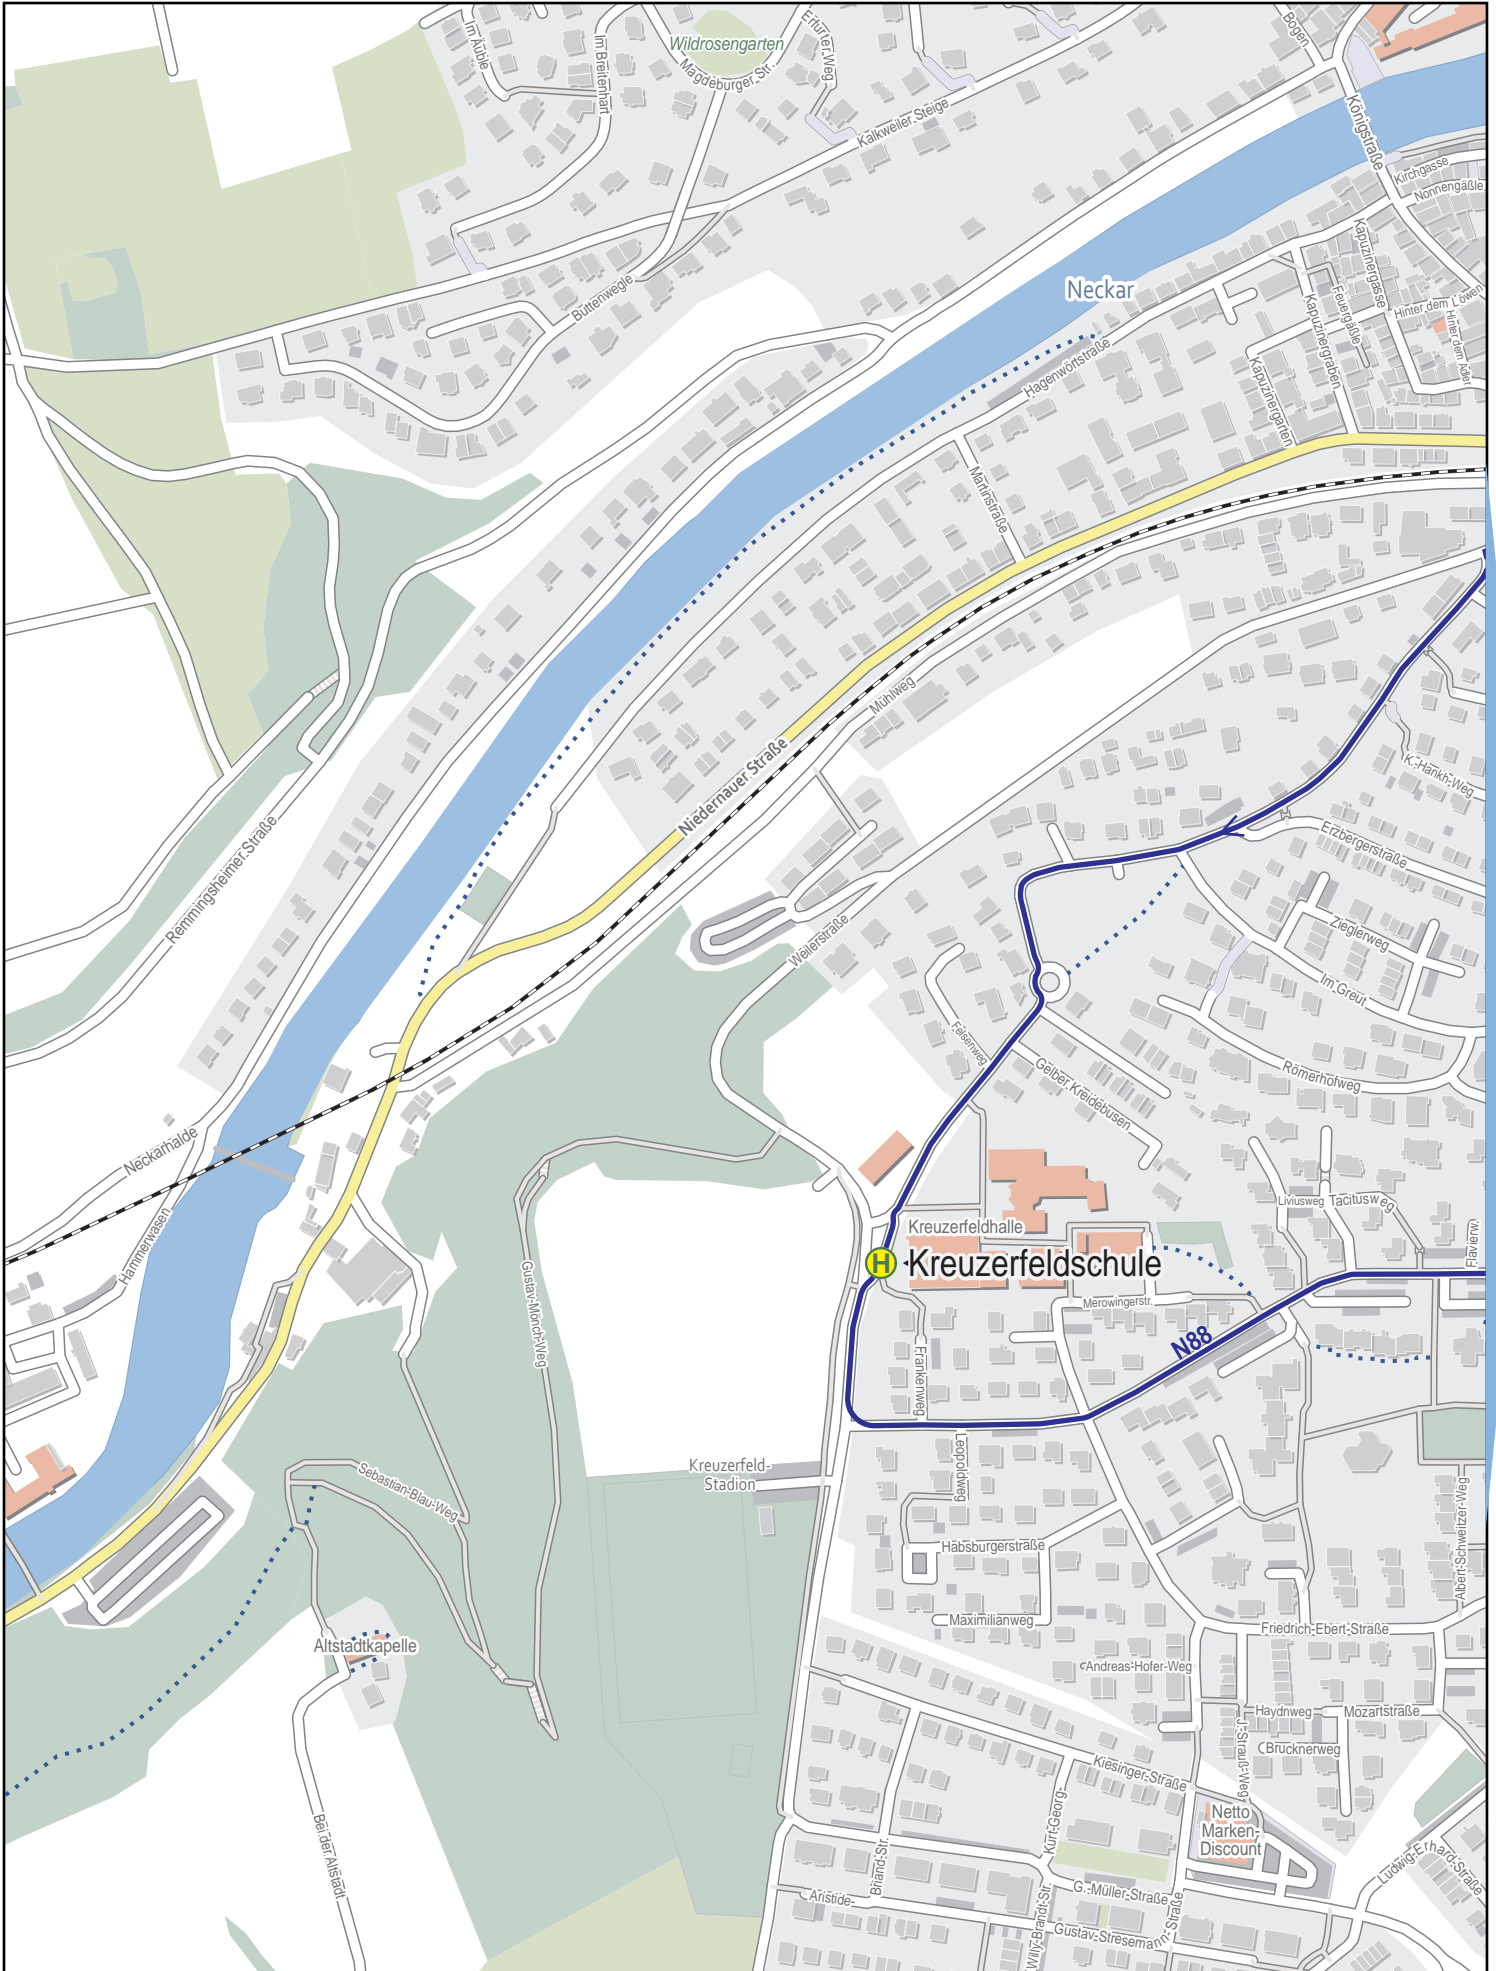 Im Äuble
Im Breitenhart
Wildrosengarten
Magdeburger Str.
Erfurter Weg
Kalkweiler Steige
Bogen
Königstraße
Kirchgasse
Nonnengäßle
Kapuzinergasse
Neckar
Hinter dem Löwen
Hinter dem Adler
Feuergäßle
Kapuzinergraben
Kapuzinergarten
Büttenwegle
Hagenwörtstraße
Martinstraße
Mühlweg
Niedernauer Straße
K.-Hankh-Weg
Erzbergerstraße
Remmingsheimer Straße
Weilerstraße
Zieglerweg
Im Greut
Felsenweg
Gelber Kreidebusen
Römerhofweg
Neckarhalde
Hammerwasen
Liviusweg
Tacitusweg
Flavierw.
Kreuzerfeldhalle
H
Kreuzerfeldschule
Merowingerstr.
N88
Gustav-Mönch-Weg
Frankenweg
Leopoldweg
Kreuzerfeld-
Stadion
Sebastian-Blau-Weg
Habsburgerstraße
Albert-Schweitzer-Weg
Maximilianweg
Friedrich-Ebert-Straße
Altstadtkapelle
Andreas-Hofer-Weg
Haydnweg
Mozartstraße
J.-Strauß-Weg
Brucknerweg
Kiesinger-Straße
Kurt-Georg-
Netto
Marken-
Discount
Bei der Altstadt
Briand-Str.
Aristide-
G.-Müller-Straße
Ludwig-Erhard-Straße
Willy-Brandt-Str.
Gustav-Stresemann-Straße